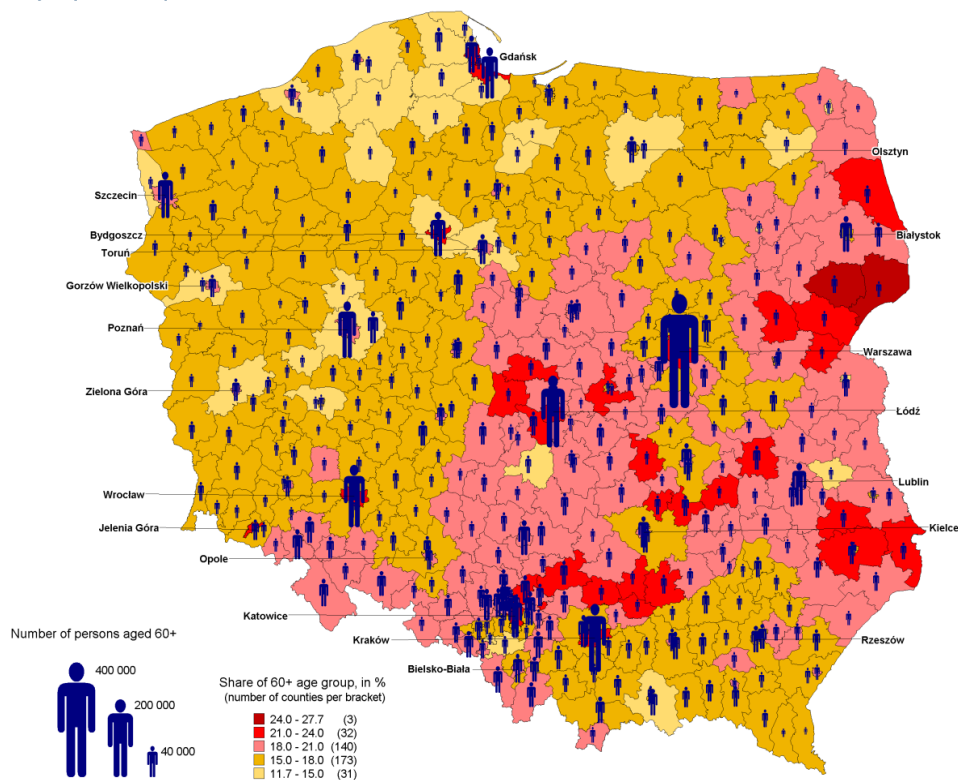 Gdańsk
Olsztyn
Szczecin
Bydgoszcz
Białystok
Toruń
Gorzów Wielkopolski
Poznań
Warszawa
Zielona Góra
Łódź
Lublin
Wrocław
Jelenia Góra
Kielce
Opole
Katowice
Kraków
Rzeszów
Bielsko-Biała
Number of persons aged 60+
400 000
200 000
40 000
Share of 60+ age group, in %
(number of counties per bracket)
24.0 - 27.7 (3)
21.0 - 24.0 (32)
18.0 - 21.0 (140)
15.0 - 18.0 (173)
11.7 - 15.0 (31)